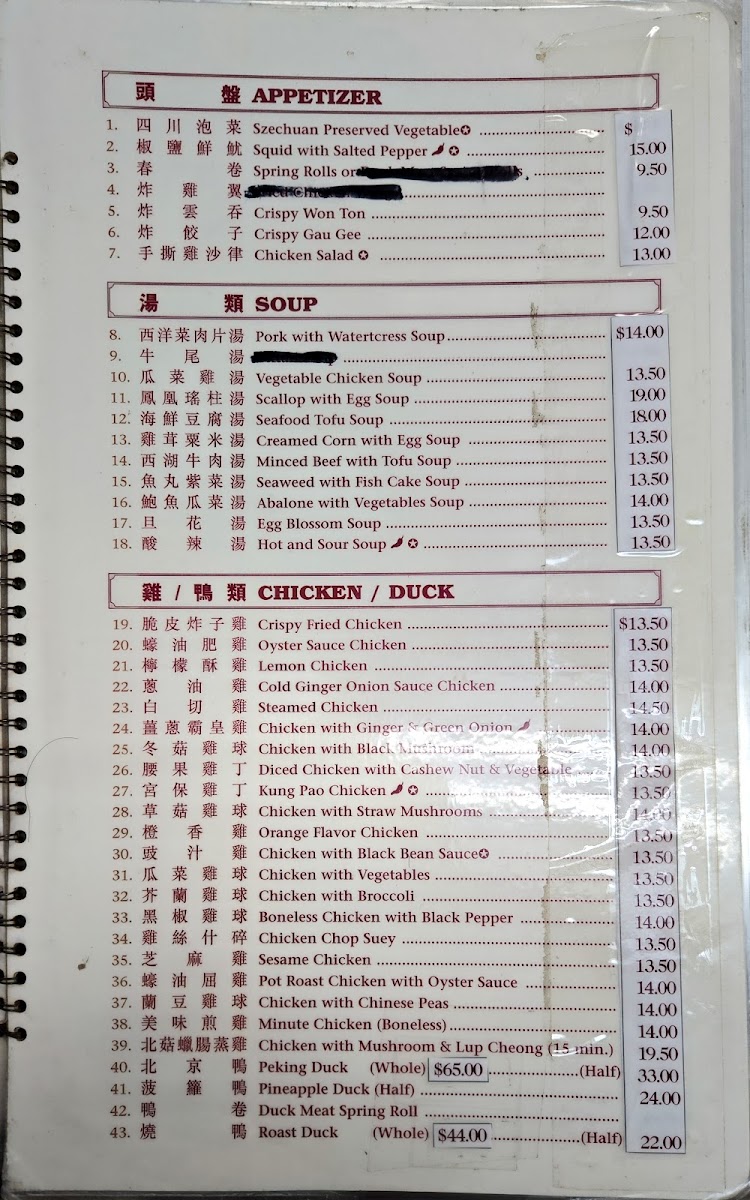 頭盤 APPETIZER
1. 四川泡菜 Szechuan Preserved Vegetable✪ $
2. 椒鹽鮮魷 Squid with Salted Pepper 🌶 ✪ 15.00
3. 春卷 Spring Rolls or 9.50
4. 炸雞翼
5. 炸雲吞 Crispy Won Ton 9.50
6. 炸餃子 Crispy Gau Gee 12.00
7. 手撕雞沙律 Chicken Salad ✪ 13.00
湯類 SOUP
8. 西洋菜肉片湯 Pork with Watertcress Soup $14.00
9. 牛尾湯
10. 瓜菜雞湯 Vegetable Chicken Soup 13.50
11. 鳳凰瑤柱湯 Scallop with Egg Soup 19.00
12. 海鮮豆腐湯 Seafood Tofu Soup 18.00
13. 雞茸粟米湯 Creamed Corn with Egg Soup 13.50
14. 西湖牛肉湯 Minced Beef with Tofu Soup 13.50
15. 魚丸紫菜湯 Seaweed with Fish Cake Soup 13.50
16. 鮑魚瓜菜湯 Abalone with Vegetables Soup 14.00
17. 旦花湯 Egg Blossom Soup 13.50
18. 酸辣湯 Hot and Sour Soup 🌶 ✪ 13.50
雞/鴨類 CHICKEN / DUCK
19. 脆皮炸子雞 Crispy Fried Chicken $13.50
20. 蠔油肥雞 Oyster Sauce Chicken 13.50
21. 檸檬酥雞 Lemon Chicken 13.50
22. 蔥油雞 Cold Ginger Onion Sauce Chicken 14.00
23. 白切雞 Steamed Chicken 14.50
24. 薑蔥霸皇雞 Chicken with Ginger & Green Onion 🌶 14.00
25. 冬菇雞球 Chicken with Black Mushroom 14.00
26. 腰果雞丁 Diced Chicken with Cashew Nut & Vegetable 13.50
27. 宮保雞丁 Kung Pao Chicken 🌶 ✪ 13.50
28. 草菇雞球 Chicken with Straw Mushrooms 14.00
29. 橙香雞 Orange Flavor Chicken 13.50
30. 豉汁雞 Chicken with Black Bean Sauce✪ 13.50
31. 瓜菜雞球 Chicken with Vegetables 13.50
32. 芥蘭雞球 Chicken with Broccoli 13.50
33. 黑椒雞球 Boneless Chicken with Black Pepper 14.00
34. 雞絲什碎 Chicken Chop Suey 13.50
35. 芝麻雞 Sesame Chicken 13.50
36. 蠔油屈雞 Pot Roast Chicken with Oyster Sauce 14.00
37. 蘭豆雞球 Chicken with Chinese Peas 14.00
38. 美味煎雞 Minute Chicken (Boneless) 14.00
39. 北菇蠟腸蒸雞 Chicken with Mushroom & Lup Cheong (15 min.) 19.50
40. 北京鴨 Peking Duck (Whole) $65.00 (Half) 33.00
41. 菠籮鴨 Pineapple Duck (Half) 24.00
42. 鴨卷 Duck Meat Spring Roll
43. 燒鴨 Roast Duck (Whole) $44.00 (Half) 22.00